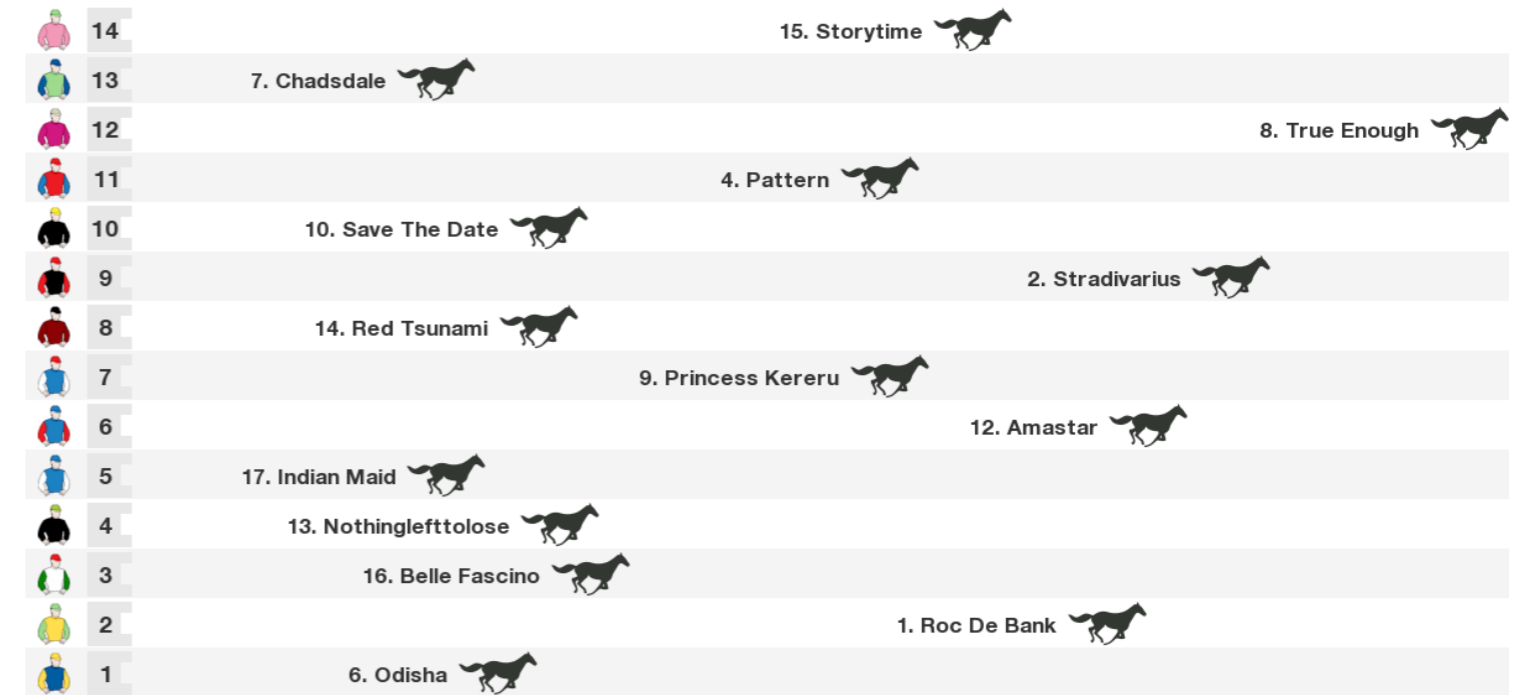 14 15. Storytime
13 7. Chadsdale
12 8. True Enough
11 4. Pattern
10 10. Save The Date
9 2. Stradivarius
8 14. Red Tsunami
7 9. Princess Kereru
6 12. Amastar
5 17. Indian Maid
4 13. Nothinglefttolose
3 16. Belle Fascino
2 1. Roc De Bank
1 6. Odisha